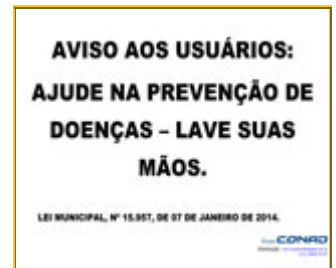 AVISO AOS USUÁRIOS:
AJUDE NA PREVENÇÃO DE
DOENÇAS – LAVE SUAS
MÃOS.
LEI MUNICIPAL, Nº 15.957, DE 07 DE JANEIRO DE 2014.
CONAD